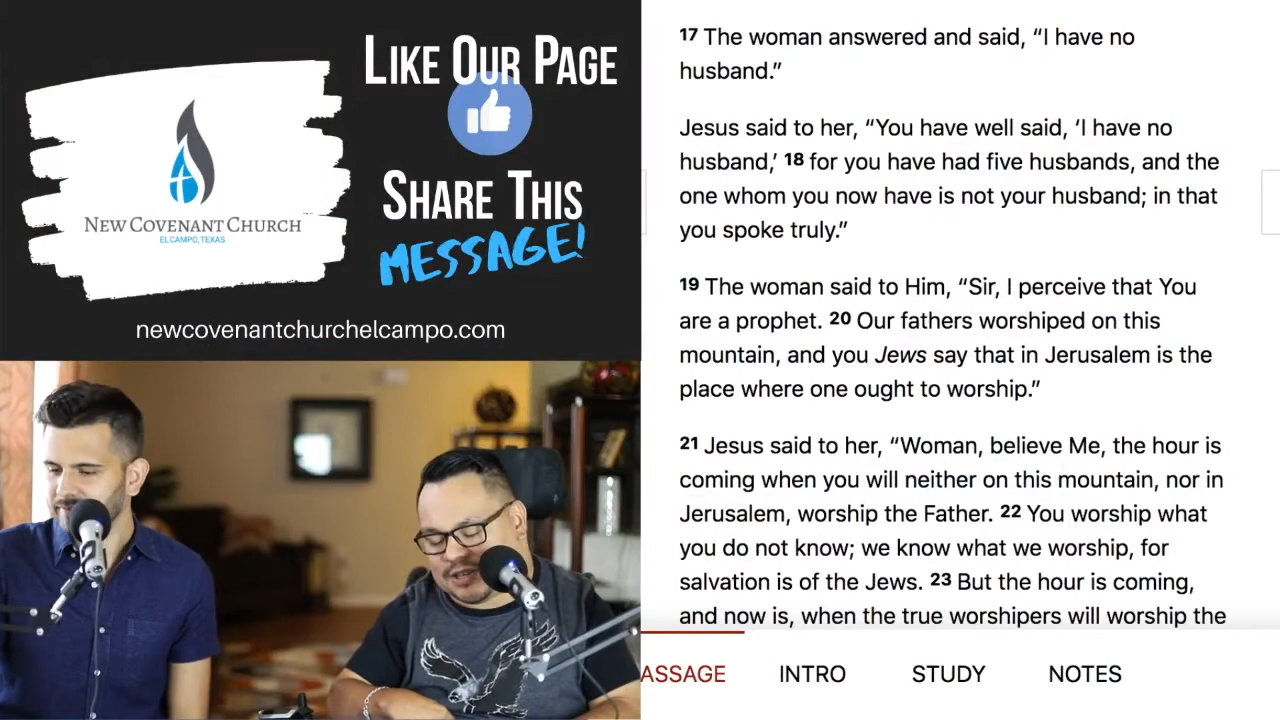 LIKE OUR PAGE
SHARE THIS
MESSAGE!
NEW COVENANT CHURCH
EL CAMPO, TEXAS
newcovenantchurchelcampo.com
17 The woman answered and said, “I have no
husband.”
Jesus said to her, “You have well said, ‘I have no
husband,’ 18 for you have had five husbands, and the
one whom you now have is not your husband; in that
you spoke truly.”
19 The woman said to Him, “Sir, I perceive that You
are a prophet. 20 Our fathers worshiped on this
mountain, and you Jews say that in Jerusalem is the
place where one ought to worship.”
21 Jesus said to her, “Woman, believe Me, the hour is
coming when you will neither on this mountain, nor in
Jerusalem, worship the Father. 22 You worship what
you do not know; we know what we worship, for
salvation is of the Jews. 23 But the hour is coming,
and now is, when the true worshipers will worship the
ASSAGE INTRO STUDY NOTES